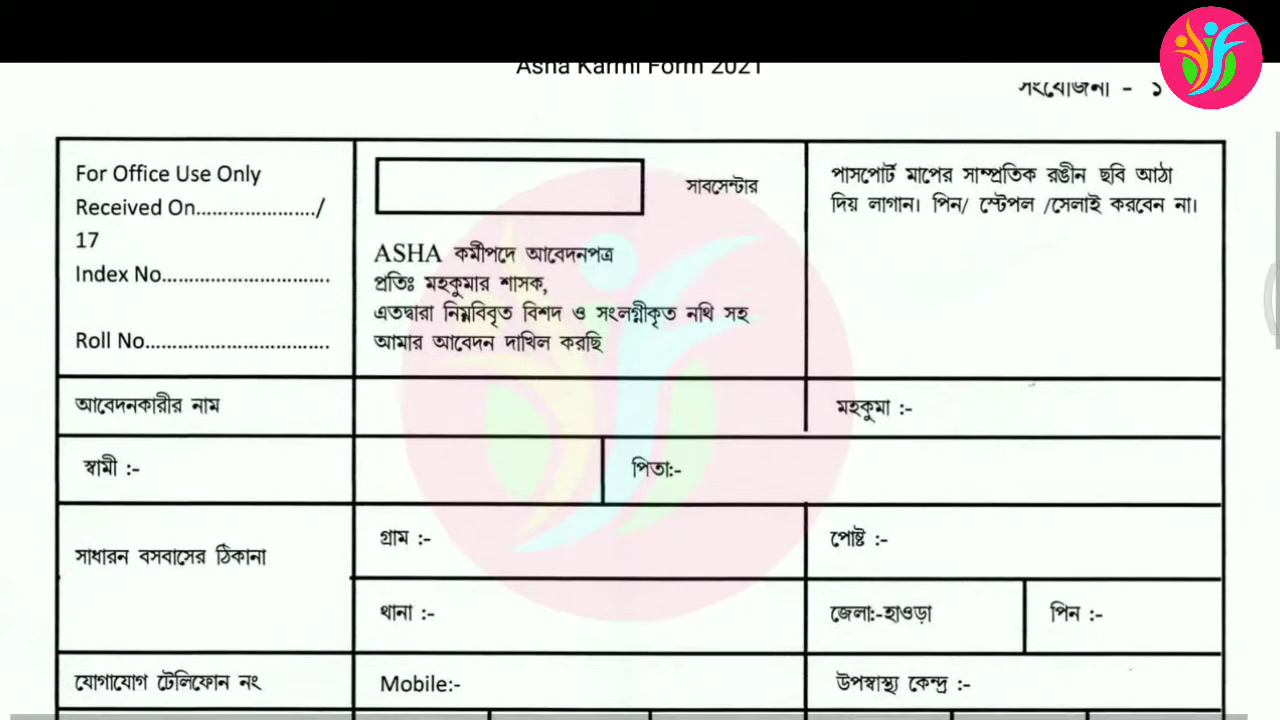 Asha Karmi Form 2021
সংযোজনা - ১
For Office Use Only
Received On....................../
17
Index No...............................
Roll No..................................
সাবসেন্টার
ASHA কর্মীপদে আবেদনপত্র
প্রতিঃ মহকুমার শাসক,
এতদ্বারা নিম্নবিবৃত বিশদ ও সংলগ্নীকৃত নথি সহ
আমার আবেদন দাখিল করছি
পাসপোর্ট মাপের সাম্প্রতিক রঙীন ছবি আঠা
দিয় লাগান। পিন/ স্টেপল /সেলাই করবেন না।
আবেদনকারীর নাম
মহকুমা :-
স্বামী :-
পিতা:-
সাধারন বসবাসের ঠিকানা
গ্রাম :-
পোষ্ট :-
থানা :-
জেলা:-হাওড়া
পিন :-
যোগাযোগ টেলিফোন নং
Mobile:-
উপস্বাস্থ্য কেন্দ্র :-